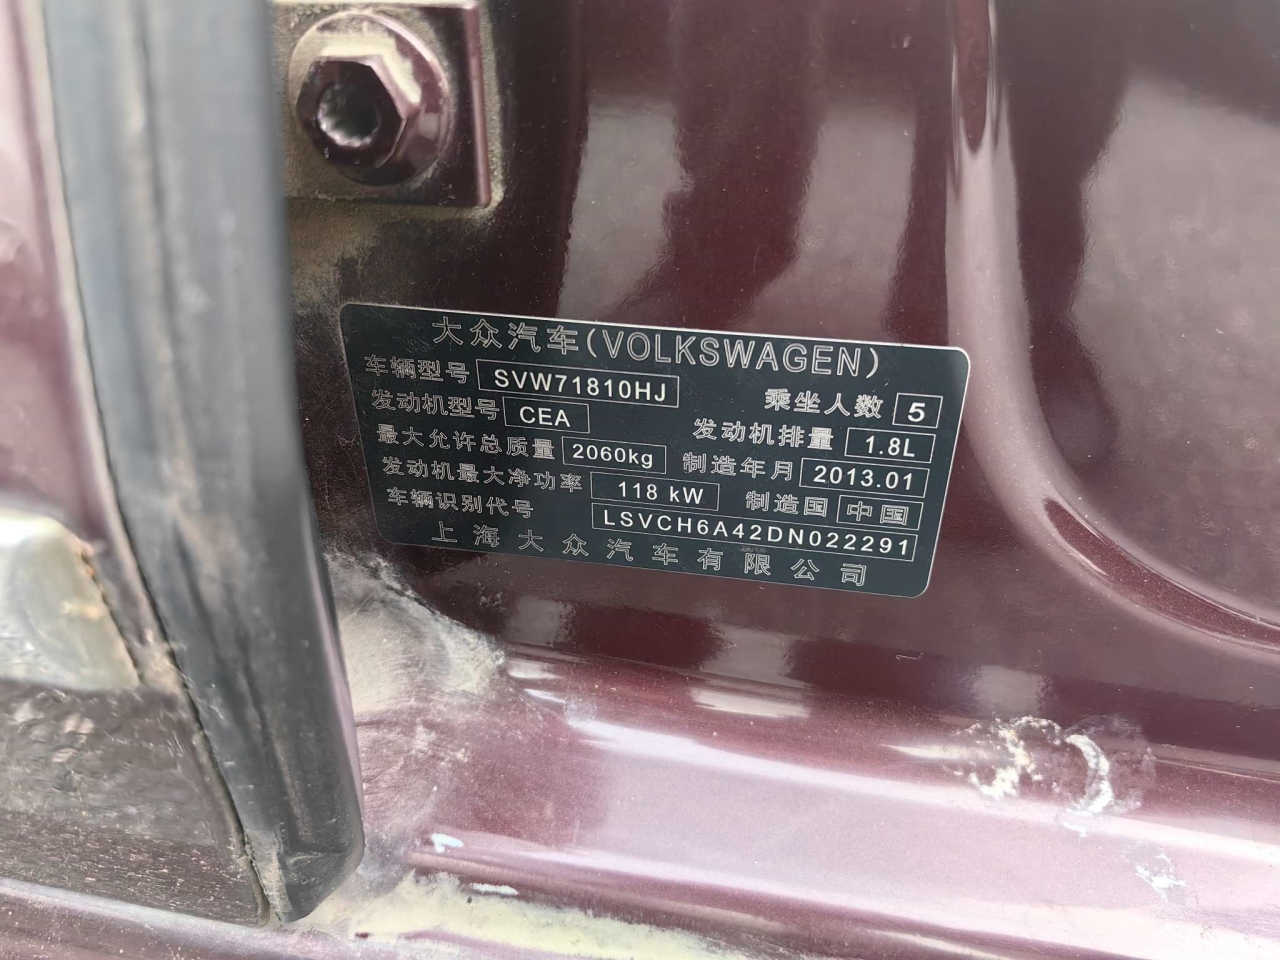 大众汽车(VOLKSWAGEN)
车辆型号 SVW71810HJ 乘坐人数 5
发动机型号 CEA 发动机排量 1.8L
最大允许总质量 2060kg 制造年月 2013.01
发动机最大净功率 118 kW 制造国 中国
车辆识别代号 LSVCH6A42DN022291
上海大众汽车有限公司